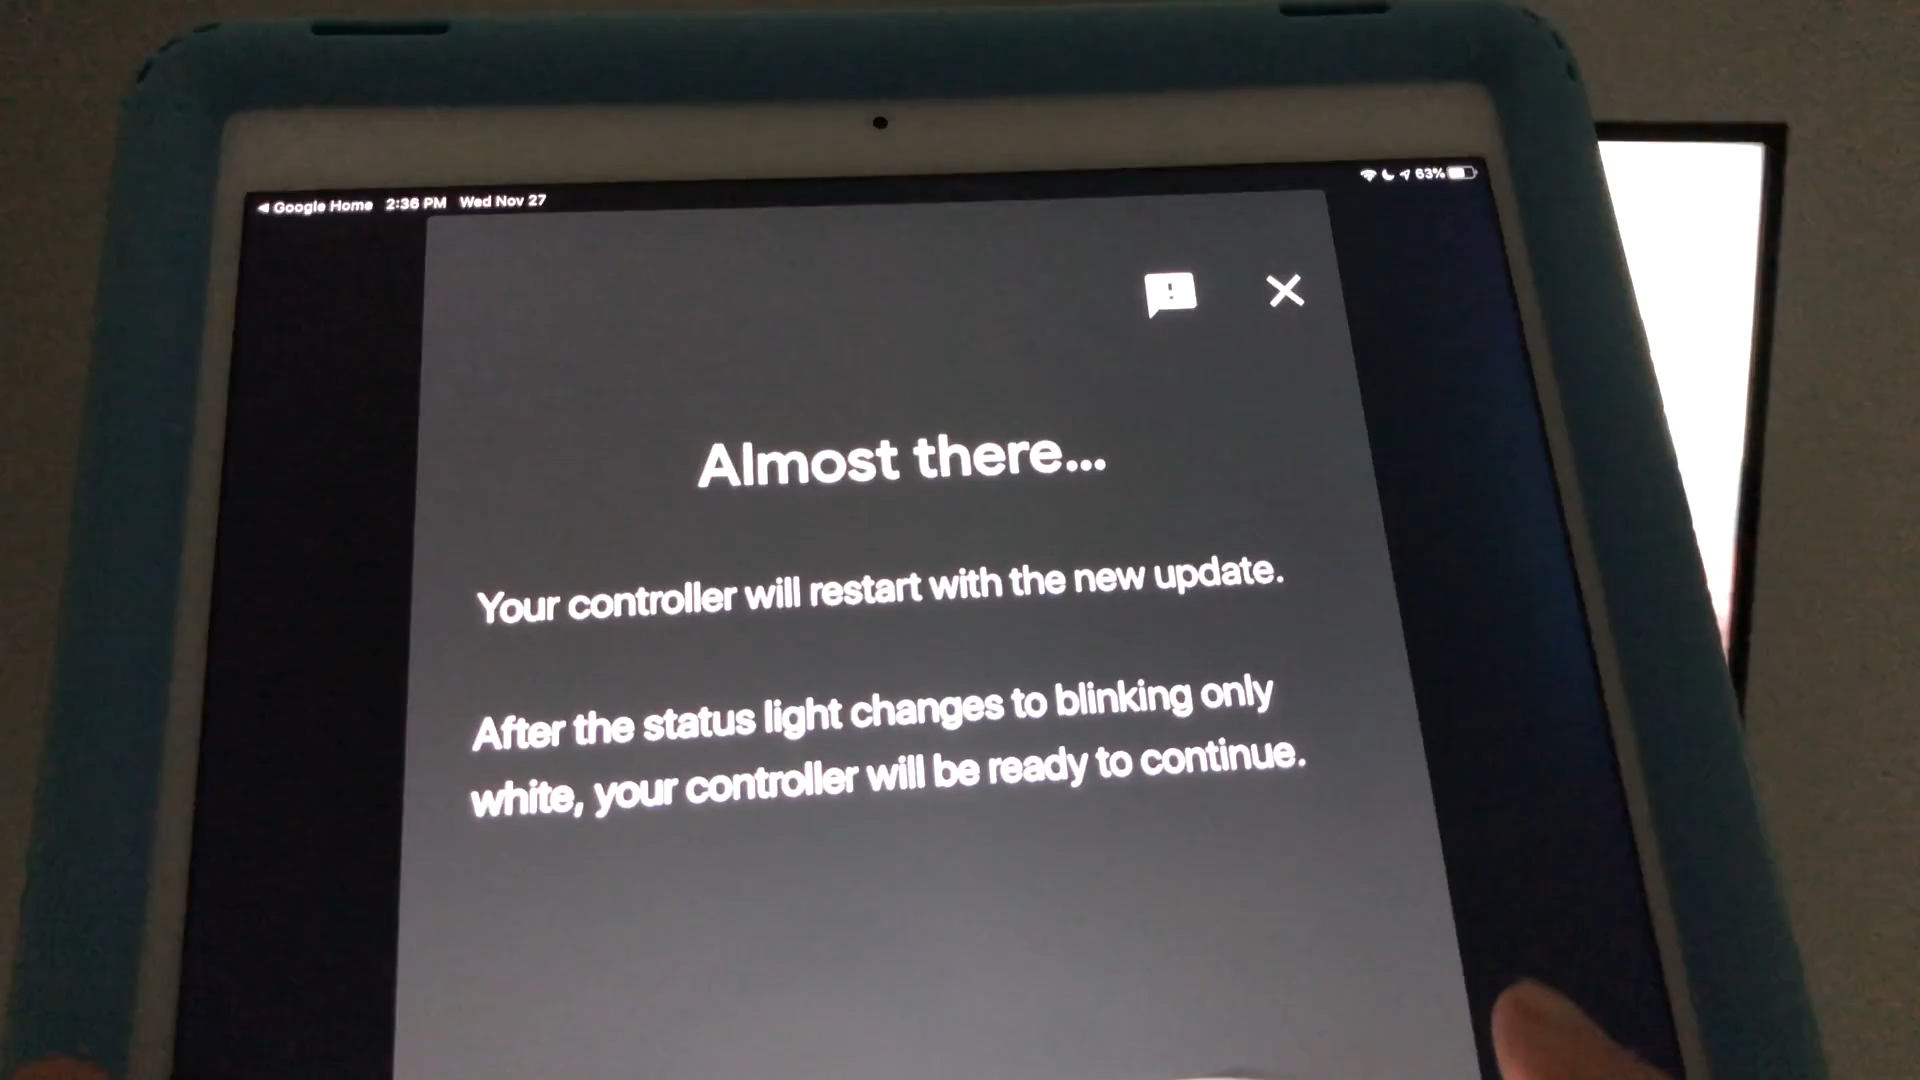 ◀ Google Home 2:36 PM Wed Nov 27 63%
Almost there...
Your controller will restart with the new update.
After the status light changes to blinking only
white, your controller will be ready to continue.